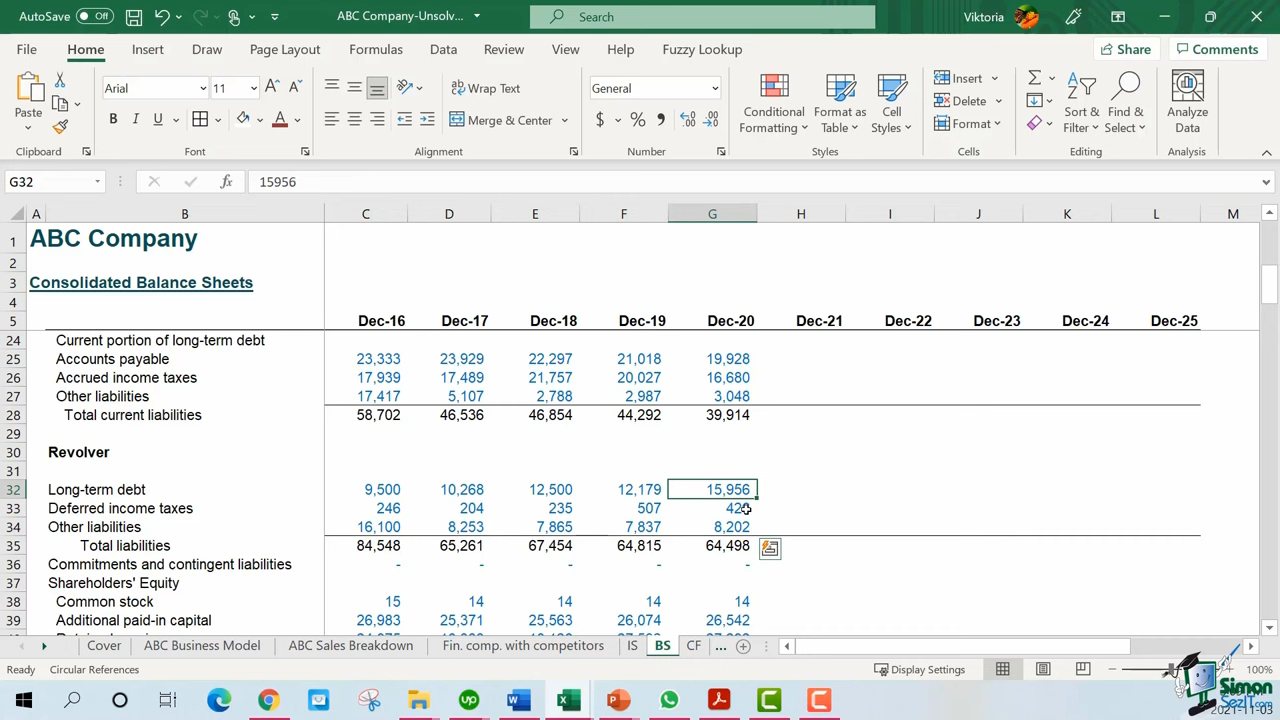 AutoSave Off ABC Company-Unsolv... Search Viktoria
File Home Insert Draw Page Layout Formulas Data Review View Help Fuzzy Lookup Share Comments
Paste Arial 11 Wrap Text General Conditional Formatting Format as Table Cell Styles Insert Sort & Filter Find & Select Analyze Data
B I U A Merge & Center $ % Delete
Format
Clipboard Font Alignment Number Styles Cells Editing Analysis
G32 fx 15956
A B C D E F G H I J K L M
1 ABC Company
2
3 Consolidated Balance Sheets
4
5 Dec-16 Dec-17 Dec-18 Dec-19 Dec-20 Dec-21 Dec-22 Dec-23 Dec-24 Dec-25
24 Current portion of long-term debt
25 Accounts payable 23,333 23,929 22,297 21,018 19,928
26 Accrued income taxes 17,939 17,489 21,757 20,027 16,680
27 Other liabilities 17,417 5,107 2,788 2,987 3,048
28 Total current liabilities 58,702 46,536 46,854 44,292 39,914
29
30 Revolver
31
32 Long-term debt 9,500 10,268 12,500 12,179 15,956
33 Deferred income taxes 246 204 235 507
34 Other liabilities 16,100 8,253 7,865 7,837 8,202
35 Total liabilities 84,548 65,261 67,454 64,815 64,498
36 Commitments and contingent liabilities - - - - -
37 Shareholders' Equity
38 Common stock 15 14 14 14 14
39 Additional paid-in capital 26,983 25,371 25,563 26,074 26,542
Cover ABC Business Model ABC Sales Breakdown Fin. comp. with competitors IS BS CF ...
Ready Circular References Display Settings 100%
Simon Sez IT
2021-11-03